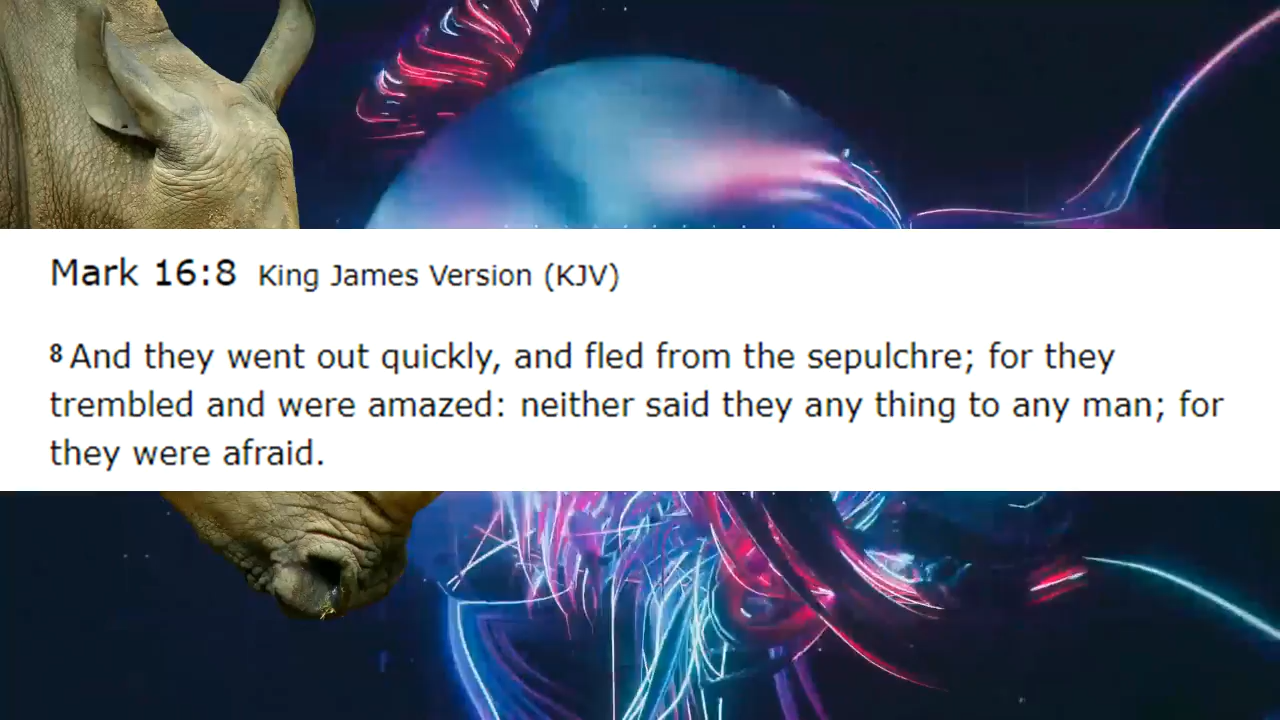 Mark 16:8 King James Version (KJV)
8 And they went out quickly, and fled from the sepulchre; for they
trembled and were amazed: neither said they any thing to any man; for
they were afraid.